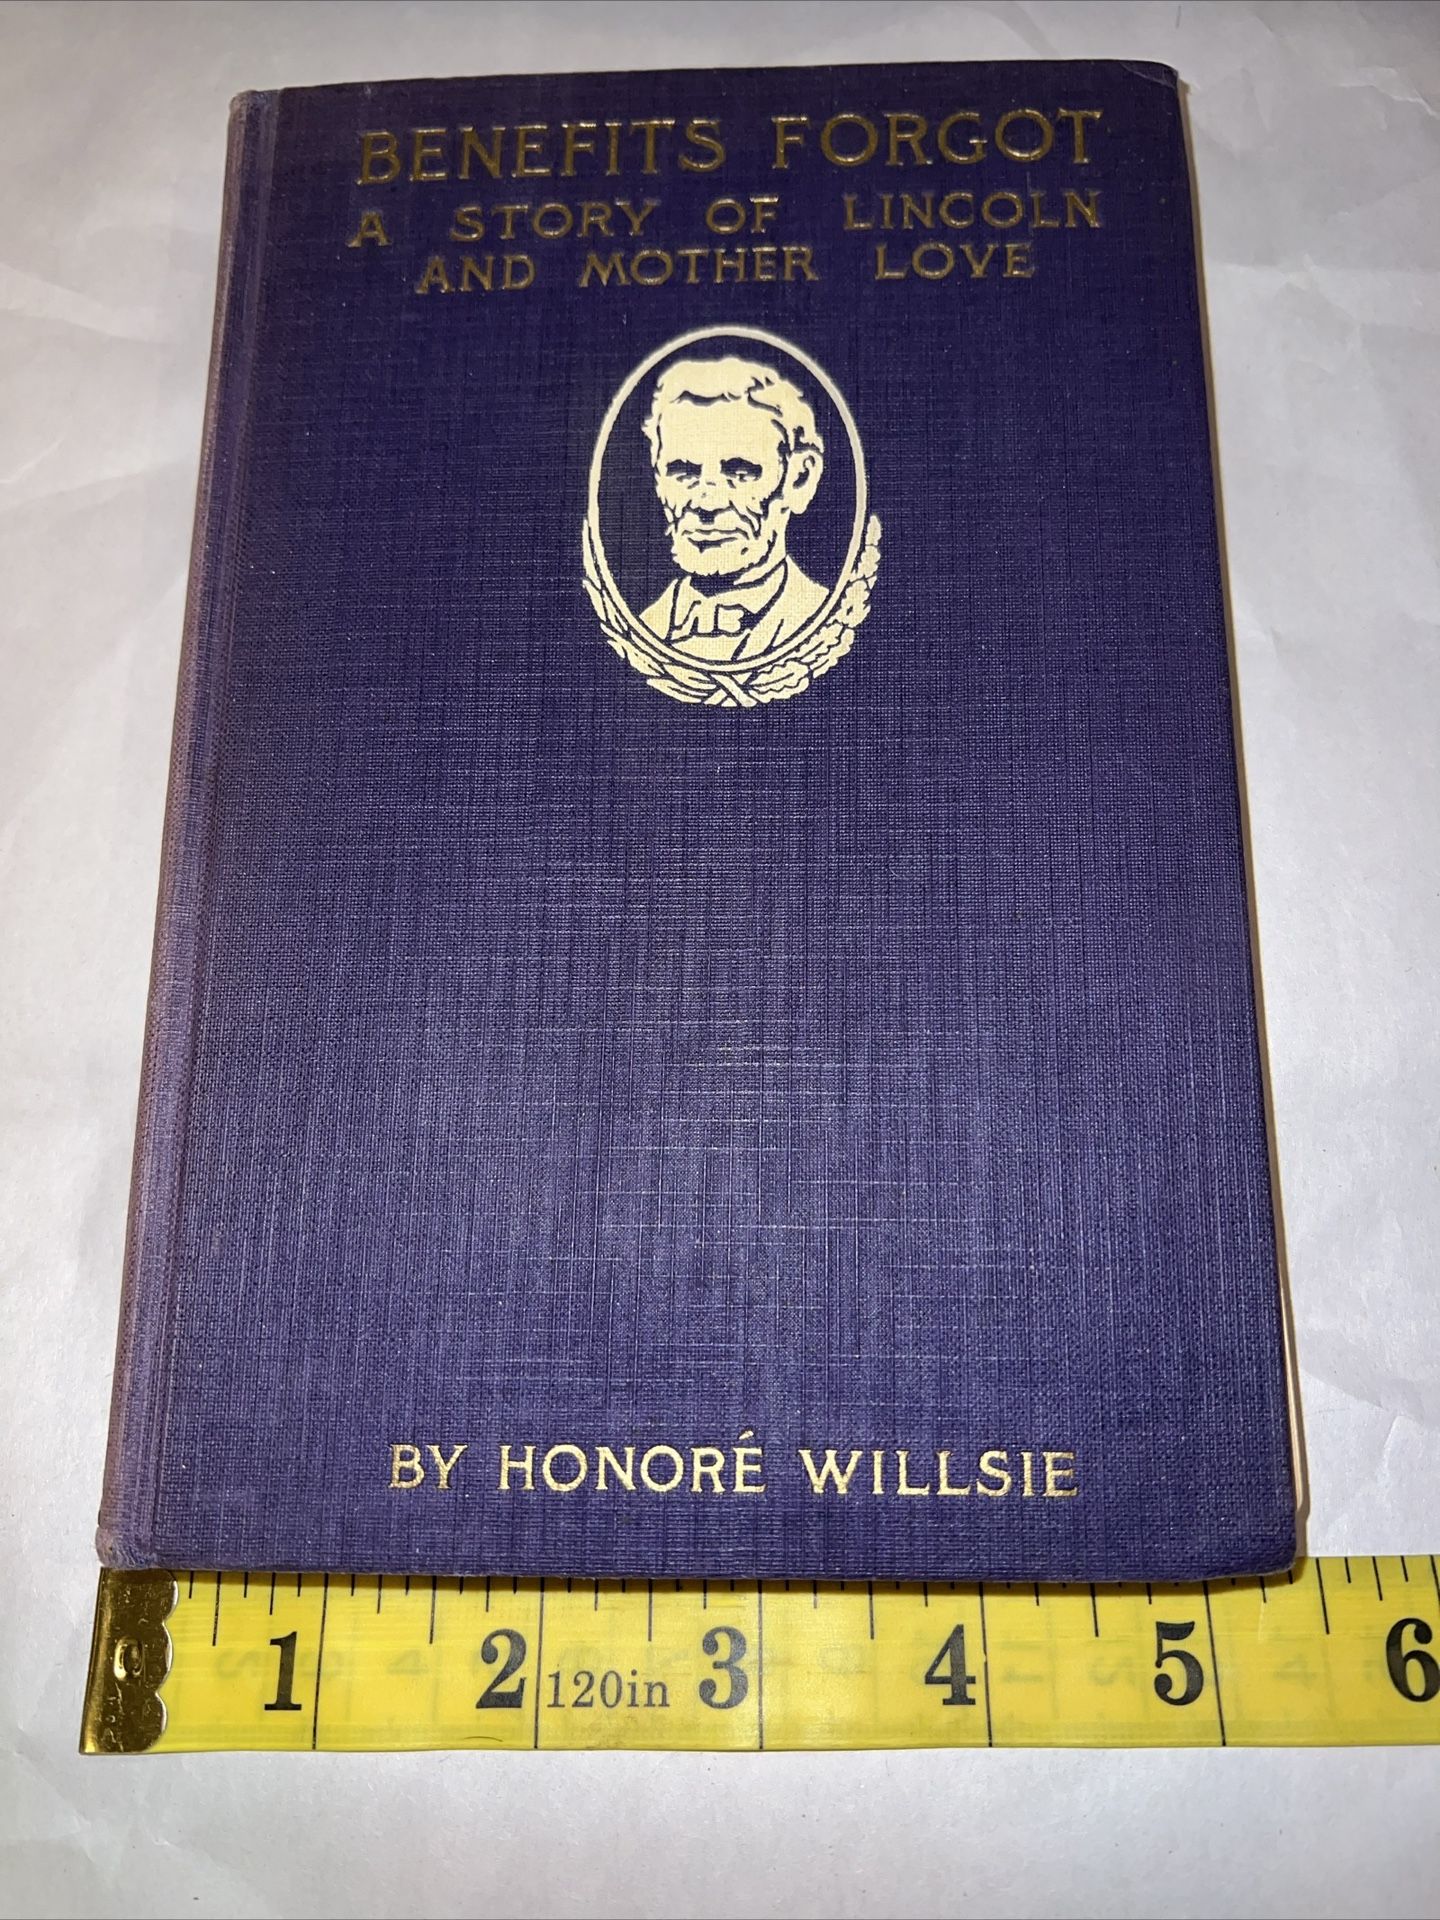 BENEFITS FORGOT
A STORY OF LINCOLN
AND MOTHER LOVE
BY HONORÉ WILLSIE
1 2 120in 3 4 5 6